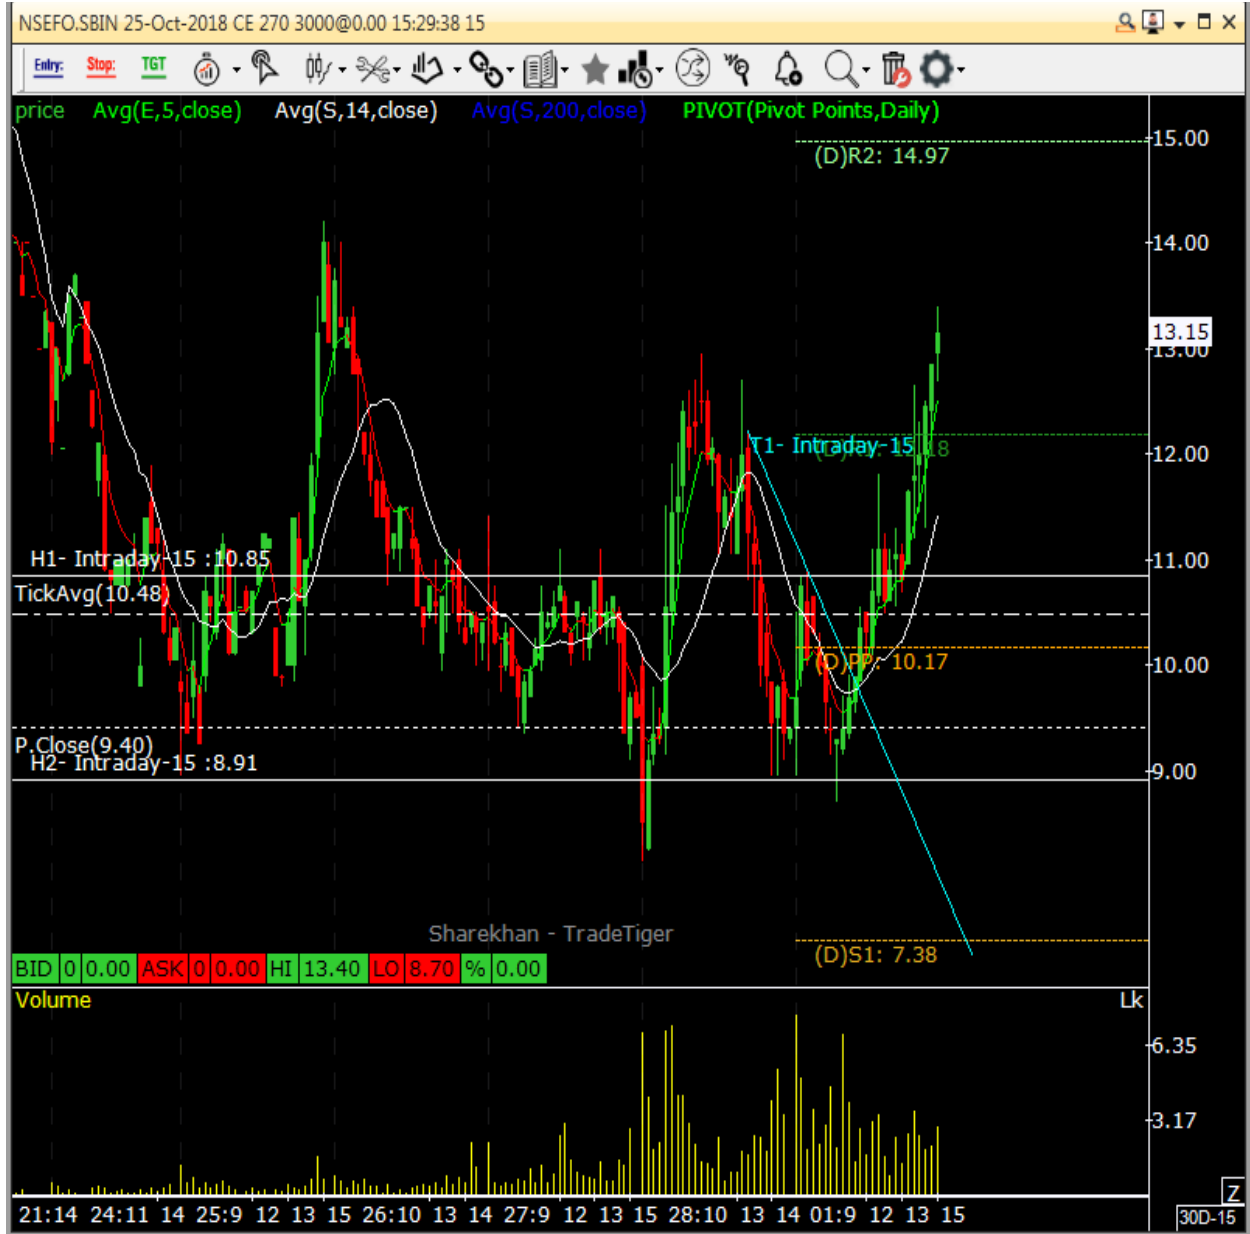 NSEFO.SBIN 25-Oct-2018 CE 270 3000@0.00 15:29:38 15
Entry: Stop: TGT
price Avg(E,5,close) Avg(S,14,close) Avg(S,200,close) PIVOT(Pivot Points,Daily)
15.00
(D)R2: 14.97
14.00
13.15
13.00
T1- Intraday-15
12.00
H1- Intraday-15 :10.85
11.00
TickAvg(10.48)
(D)PP: 10.17
10.00
P.Close(9.40)
H2- Intraday-15 :8.91
9.00
Sharekhan - TradeTiger
(D)S1: 7.38
BID 0 0.00 ASK 0 0.00 HI 13.40 LO 8.70 % 0.00
Volume Lk
6.35
3.17
Z
21:14 24:11 14 25:9 12 13 15 26:10 13 14 27:9 12 13 15 28:10 13 14 01:9 12 13 15 30D-15